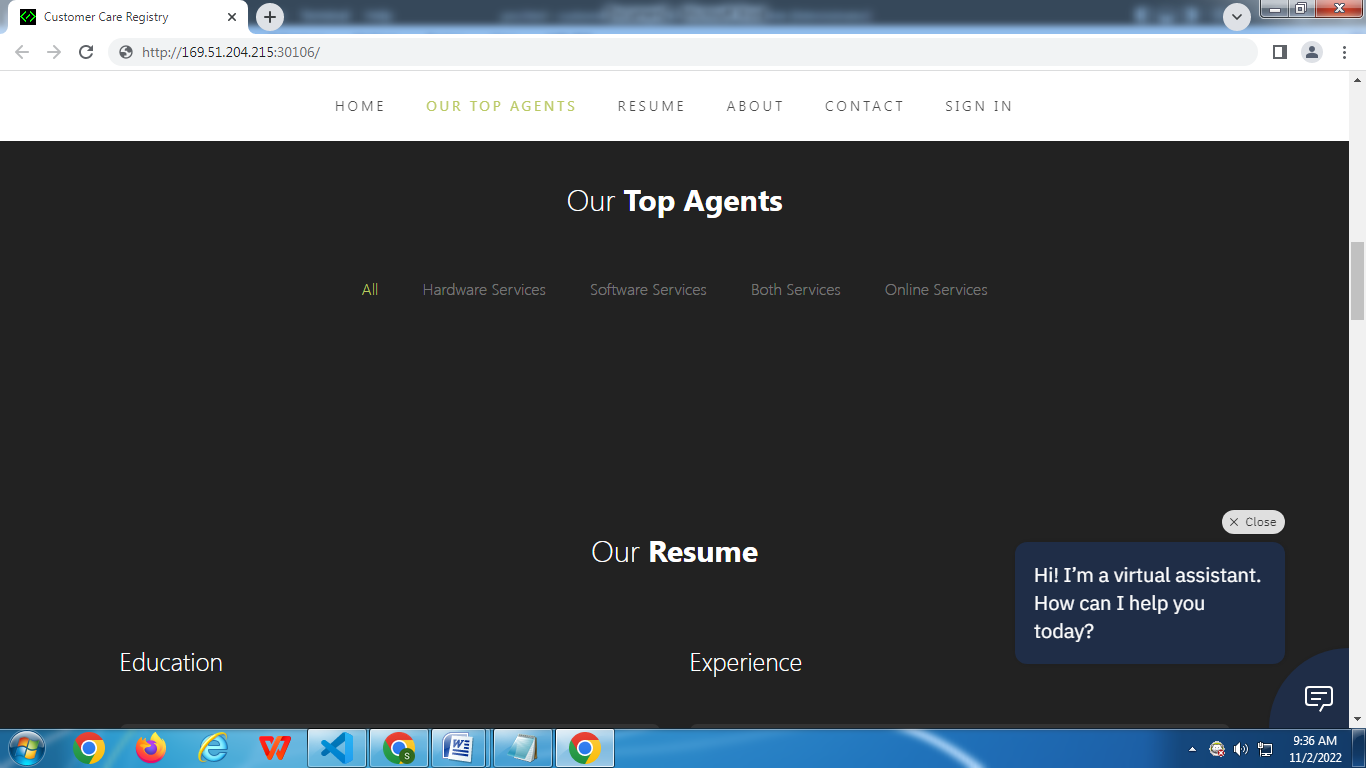 Customer Care Registry
http://169.51.204.215:30106/
HOME OUR TOP AGENTS RESUME ABOUT CONTACT SIGN IN
Our Top Agents
All Hardware Services Software Services Both Services Online Services
Close
Hi! I'm a virtual assistant.
How can I help you
today?
Our Resume
Education Experience
S
W
9:36 AM
11/2/2022